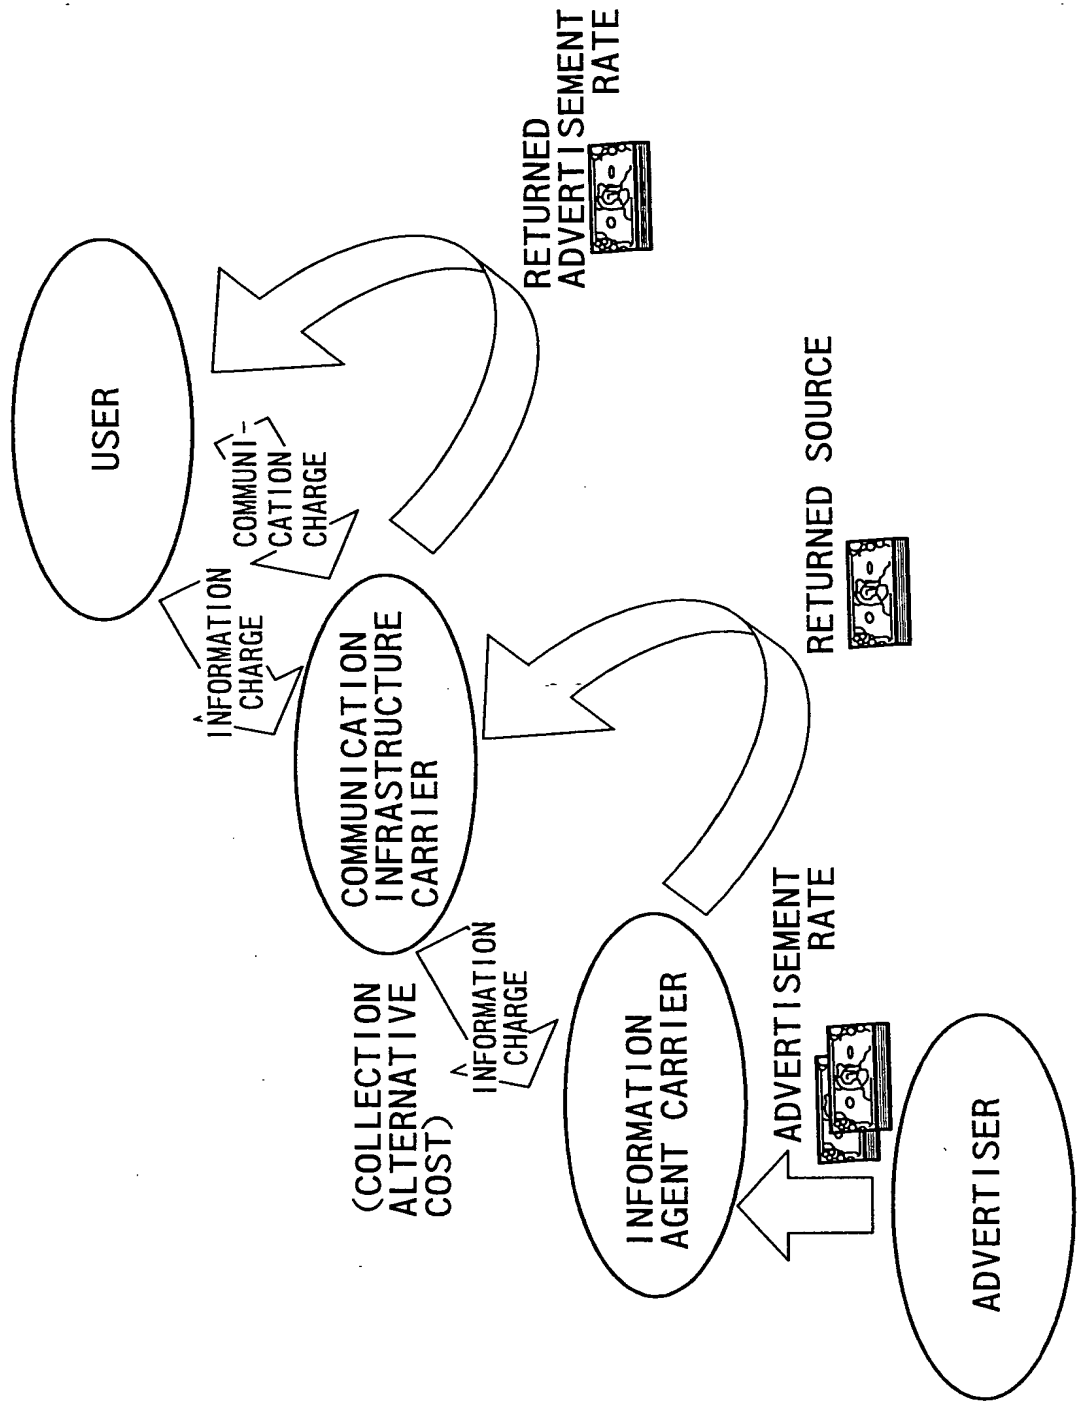 USER
INFORMATION
CHARGE
COMMUNI-
CATION
CHARGE
RETURNED
ADVERTISEMENT
RATE
COMMUNICATION
INFRASTRUCTURE
CARRIER
(COLLECTION
ALTERNATIVE
COST)
INFORMATION
CHARGE
RETURNED SOURCE
INFORMATION
AGENT CARRIER
ADVERTISEMENT
RATE
ADVERTISER